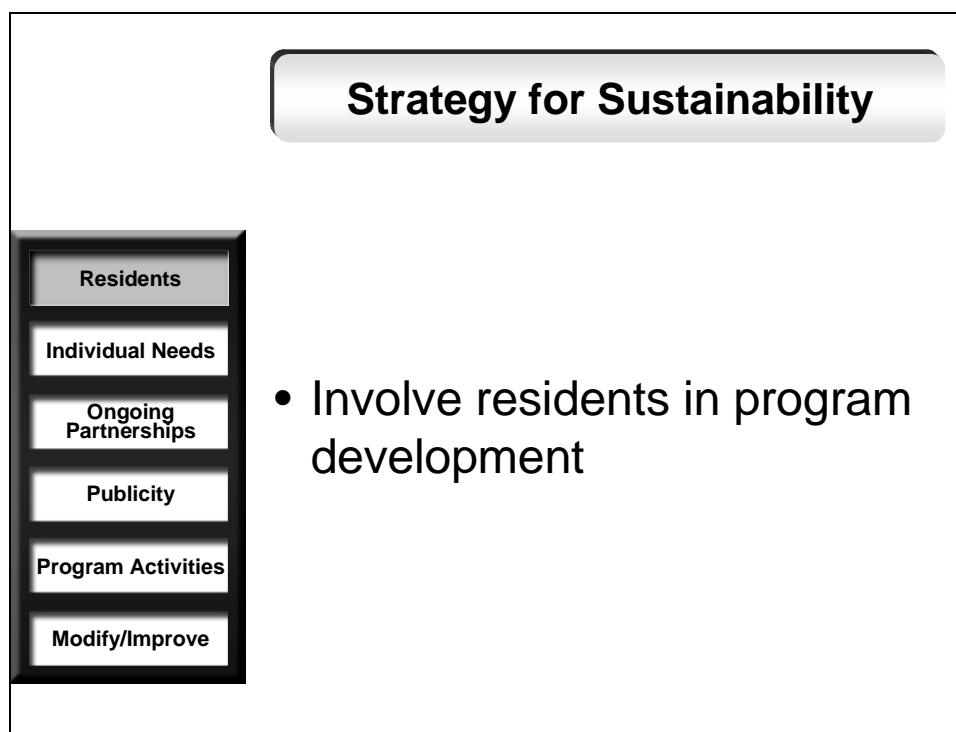 Strategy for Sustainability
Residents
Individual Needs
Ongoing
Partnerships
Publicity
Program Activities
Modify/Improve
• Involve residents in program
development